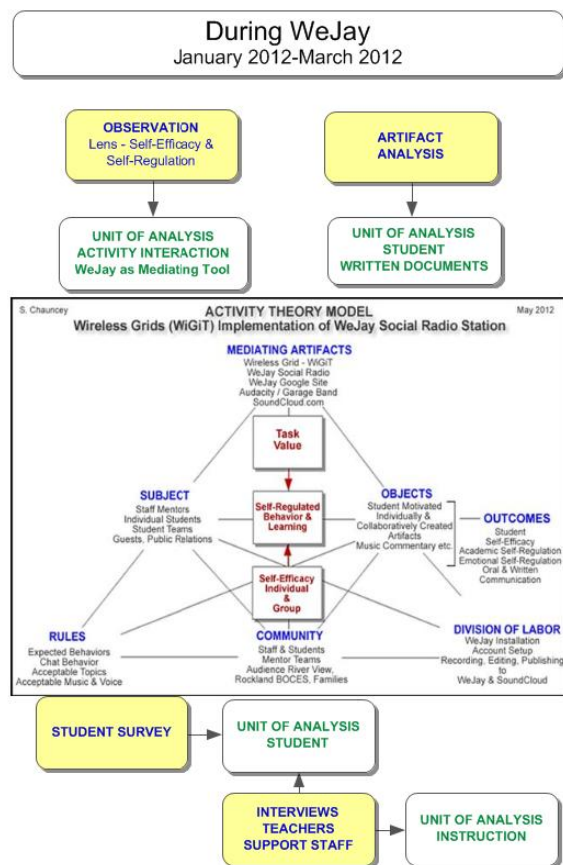 During WeJay
January 2012-March 2012
OBSERVATION
Lens - Self-Efficacy &
Self-Regulation
ARTIFACT
ANALYSIS
UNIT OF ANALYSIS
ACTIVITY INTERACTION
WeJay as Mediating Tool
UNIT OF ANALYSIS
STUDENT
WRITTEN DOCUMENTS
S. Chauncey
ACTIVITY THEORY MODEL
May 2012
Wireless Grids (WiGiT) Implementation of WeJay Social Radio Station
MEDIATING ARTIFACTS
Wireless Grid - WiGiT
WeJay Social Radio
WeJay Google Site
Audacity / Garage Band
SoundCloud.com
Task
Value
SUBJECT
Staff Mentors
Individual Students
Student Teams
Guests, Public Relations
Self-Regulated
Behavior &
Learning
OBJECTS
Student Motivated
Individually &
Collaboratively Created
Artifacts
Music Commentary etc.
OUTCOMES
Student
Self-Efficacy
Academic Self-Regulation
Emotional Self-Regulation
Oral & Written
Communication
Self-Efficacy
Individual
&
Group
RULES
Expected Behaviors
Chat Behavior
Acceptable Topics
Acceptable Music & Voice
COMMUNITY
Staff & Students
Mentor Teams
Audience River View,
Rockland BOCES, Families
DIVISION OF LABOR
WeJay Installation
Account Setup
Recording, Editing, Publishing
to
WeJay & SoundCloud
STUDENT SURVEY
UNIT OF ANALYSIS
STUDENT
INTERVIEWS
TEACHERS
SUPPORT STAFF
UNIT OF ANALYSIS
INSTRUCTION